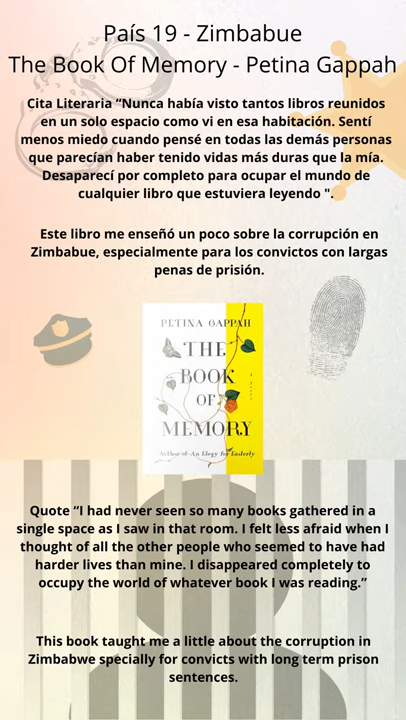 País 19 - Zimbabue
The Book Of Memory - Petina Gappah
Cita Literaria “Nunca había visto tantos libros reunidos
en un solo espacio como vi en esa habitación. Sentí
menos miedo cuando pensé en todas las demás personas
que parecían haber tenido vidas más duras que la mía.
Desaparecí por completo para ocupar el mundo de
cualquier libro que estuviera leyendo ".
Este libro me enseñó un poco sobre la corrupción en
Zimbabue, especialmente para los convictos con largas
penas de prisión.
PETINA GAPPAH
THE
BOOK
OF
MEMORY
Author of An Elegy for Easterly
Quote “I had never seen so many books gathered in a
single space as I saw in that room. I felt less afraid when I
thought of all the other people who seemed to have had
harder lives than mine. I disappeared completely to
occupy the world of whatever book I was reading.”
This book taught me a little about the corruption in
Zimbabwe specially for convicts with long term prison
sentences.